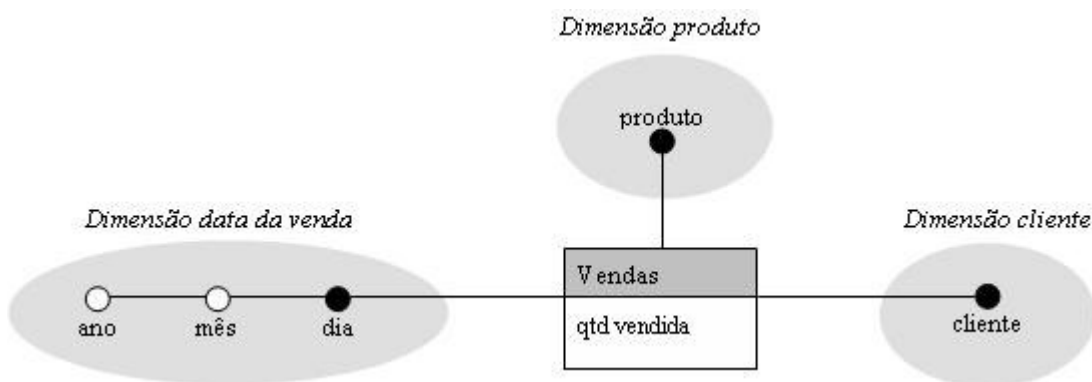 Dimensão produto
produto
Dimensão data da venda
Dimensão cliente
Vendas
ano
mês
dia
qtd vendida
cliente